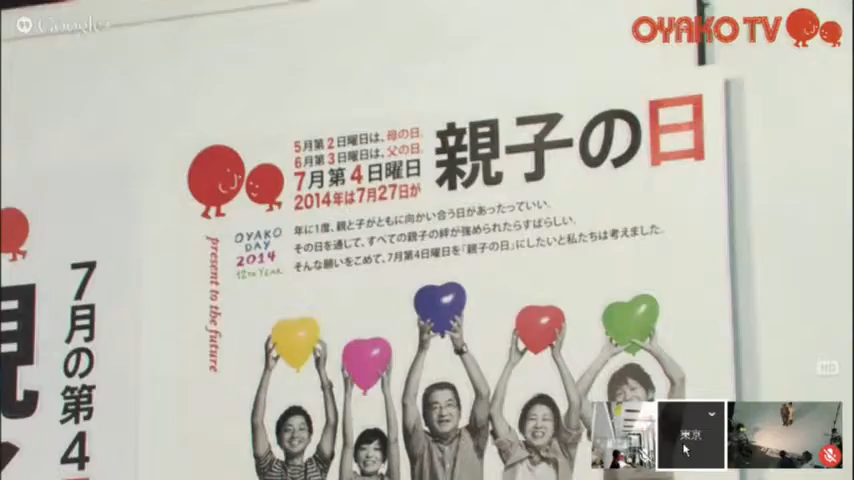 Google+
OYAKO TV
5月第2日曜日は、母の日。
6月第3日曜日は、父の日。
7月第4日曜日
2014年は7月27日が
親子の日
OYAKO
DAY
2014
12TH YEAR
年に1度、親と子がともに向かい合う日があったっていい。
その日を通じて、すべての親子の絆が強められたらすばらしい。
そんな願いをこめて、7月第4日曜日を「親子の日」にしたいと私たちは考えました。
present to the future
7月の第4
HD
東京